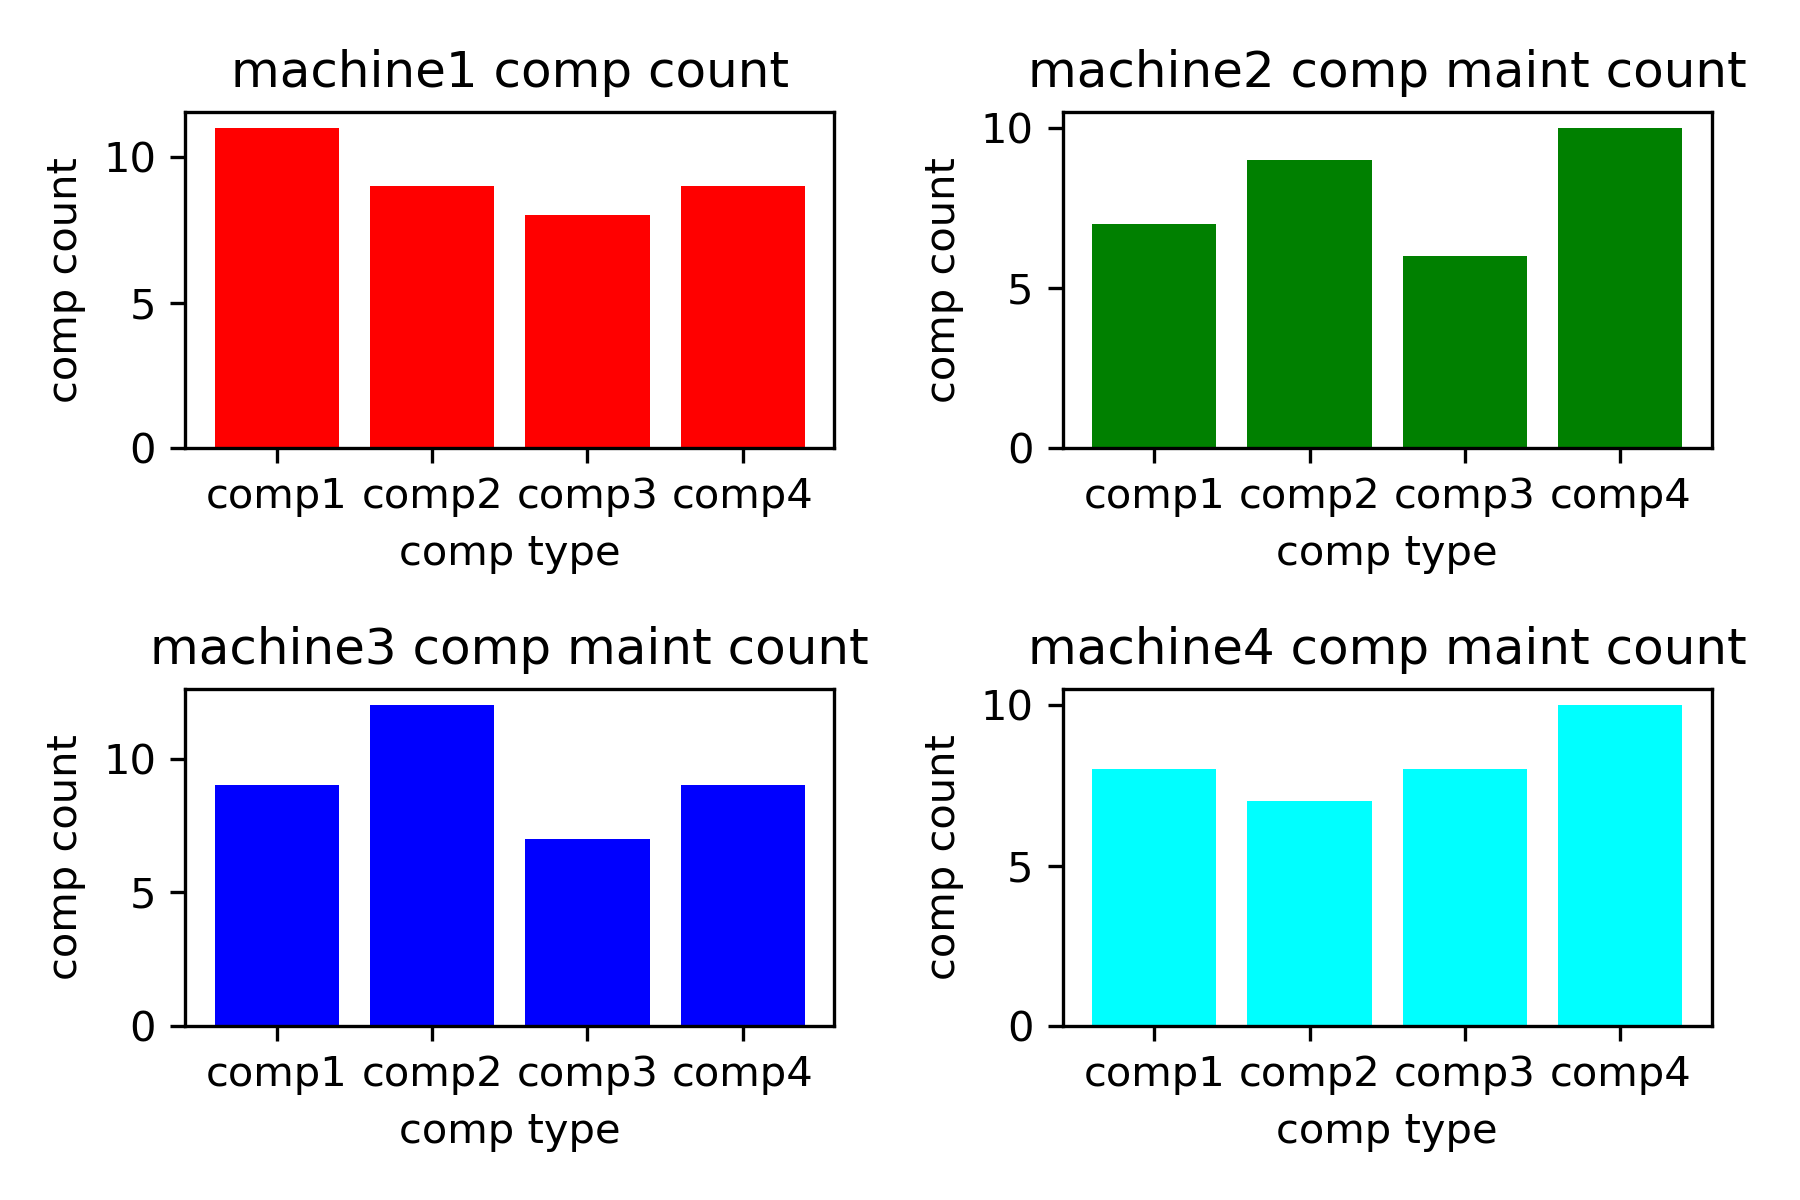 machine1 comp count
comp count
10
5
0
comp1 comp2 comp3 comp4
comp type
machine2 comp maint count
comp count
10
5
0
comp1 comp2 comp3 comp4
comp type
machine3 comp maint count
comp count
10
5
0
comp1 comp2 comp3 comp4
comp type
machine4 comp maint count
comp count
10
5
0
comp1 comp2 comp3 comp4
comp type